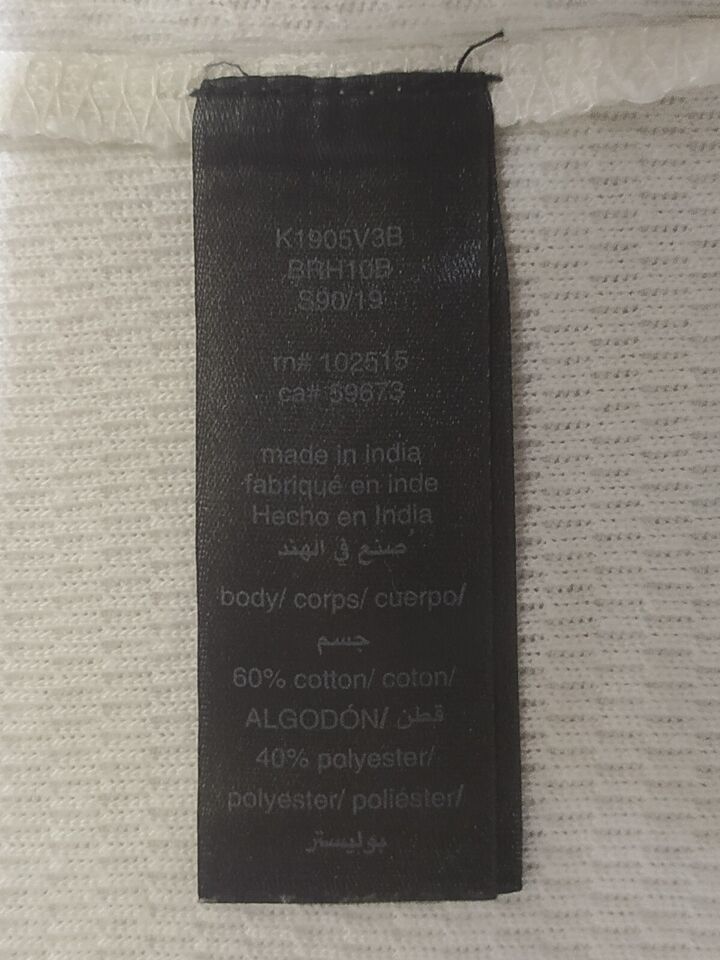 K1905V3B
BRH10B
S90/19
rn# 102515
ca# 59673
made in india
fabriqué en inde
Hecho en India
صنع في الهند
body/ corps/ cuerpo/
جسم
60% cotton/ coton/
ALGODÓN/ قطن
40% polyester/
polyester/ poliéster/
بوليستر